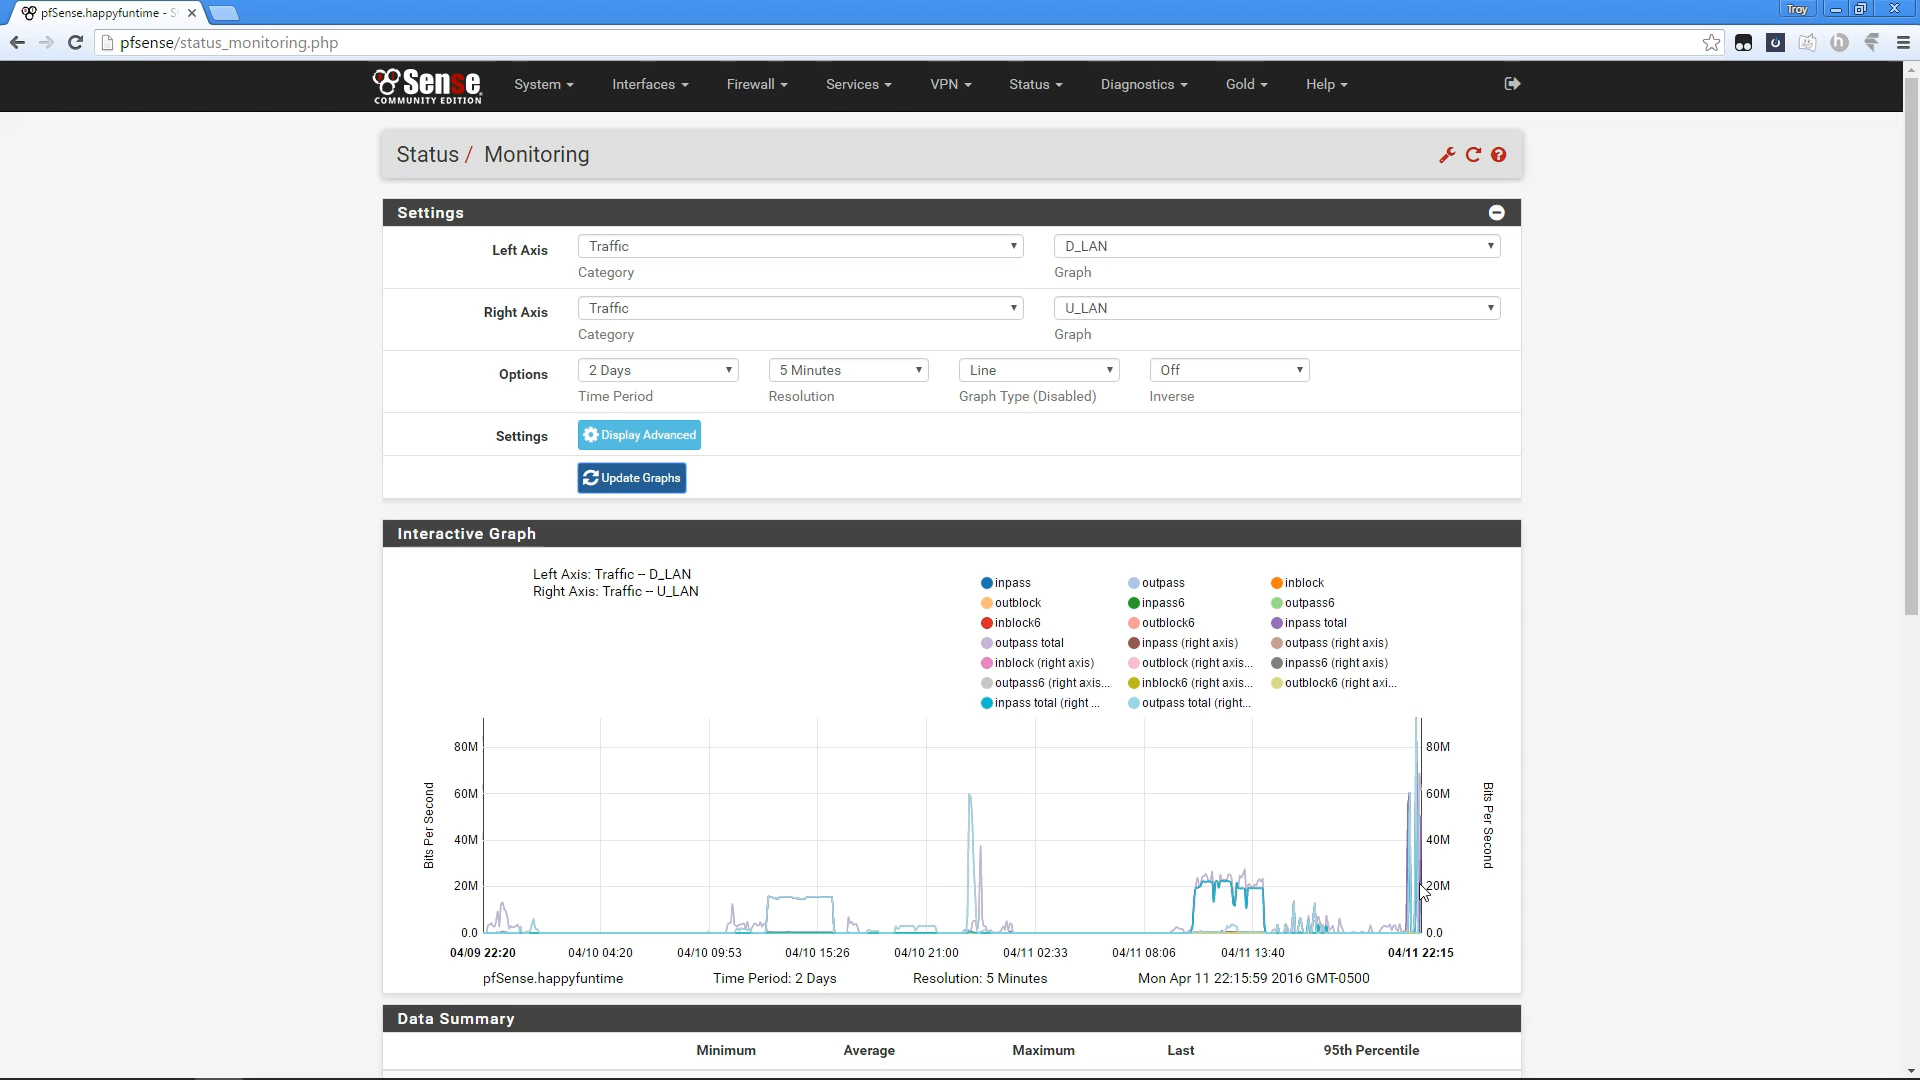 pfSense.happyfuntime - S
Troy
pfsense/status_monitoring.php
Sense
COMMUNITY EDITION
System
Interfaces
Firewall
Services
VPN
Status
Diagnostics
Gold
Help
Status / Monitoring
Settings
Left Axis
Traffic
D_LAN
Category
Graph
Right Axis
Traffic
U_LAN
Category
Graph
Options
2 Days
5 Minutes
Line
Off
Time Period
Resolution
Graph Type (Disabled)
Inverse
Settings
Display Advanced
Update Graphs
Interactive Graph
Left Axis: Traffic -- D_LAN
Right Axis: Traffic -- U_LAN
inpass
outpass
inblock
outblock
inpass6
outpass6
inblock6
outblock6
inpass total
outpass total
inpass (right axis)
outpass (right axis)
inblock (right axis)
outblock (right axis...
inpass6 (right axis)
outpass6 (right axis...
inblock6 (right axis...
outblock6 (right axi...
inpass total (right ...
outpass total (right...
80M
80M
60M
60M
40M
40M
20M
20M
0.0
0.0
Bits Per Second
Bits Per Second
04/09 22:20
04/10 04:20
04/10 09:53
04/10 15:26
04/10 21:00
04/11 02:33
04/11 08:06
04/11 13:40
04/11 22:15
pfSense.happyfuntime
Time Period: 2 Days
Resolution: 5 Minutes
Mon Apr 11 22:15:59 2016 GMT-0500
Data Summary
Minimum
Average
Maximum
Last
95th Percentile